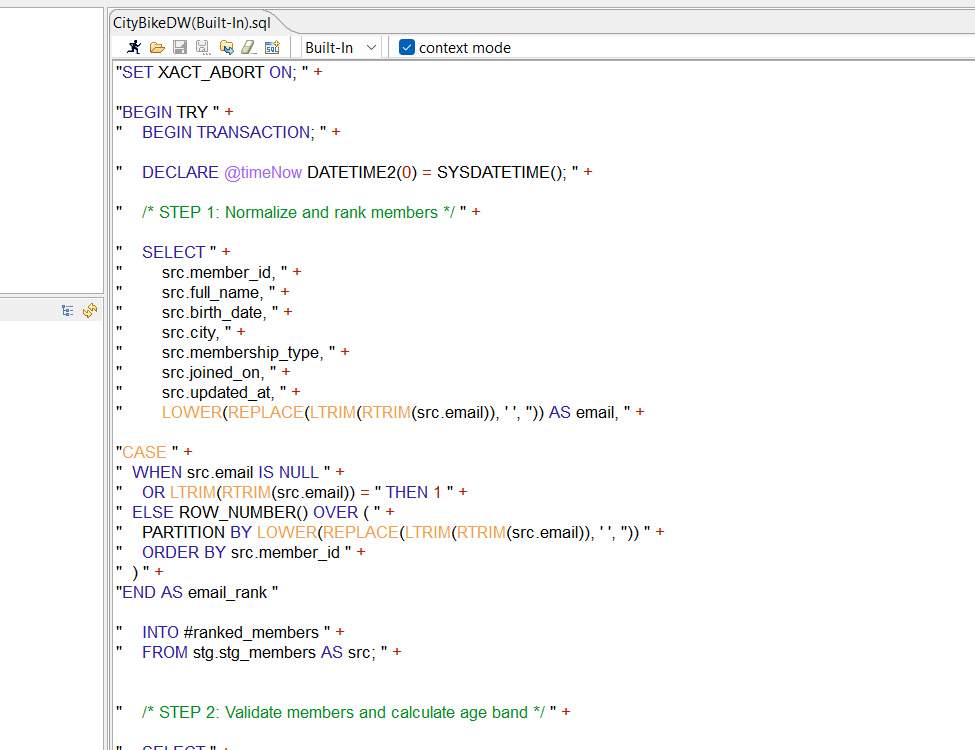 CityBikeDW(Built-In).sql
Built-In
context mode
"SET XACT_ABORT ON; " +
"BEGIN TRY " +
"    BEGIN TRANSACTION; " +
"    DECLARE @timeNow DATETIME2(0) = SYSDATETIME(); " +
"    /* STEP 1: Normalize and rank members */ " +
"    SELECT " +
"        src.member_id, " +
"        src.full_name, " +
"        src.birth_date, " +
"        src.city, " +
"        src.membership_type, " +
"        src.joined_on, " +
"        src.updated_at, " +
"        LOWER(REPLACE(LTRIM(RTRIM(src.email)), ' ', '')) AS email, " +
"CASE " +
"  WHEN src.email IS NULL " +
"    OR LTRIM(RTRIM(src.email)) = '' THEN 1 " +
"  ELSE ROW_NUMBER() OVER ( " +
"    PARTITION BY LOWER(REPLACE(LTRIM(RTRIM(src.email)), ' ', '')) " +
"    ORDER BY src.member_id " +
"  ) " +
"END AS email_rank "
"    INTO #ranked_members " +
"    FROM stg.stg_members AS src; " +
"    /* STEP 2: Validate members and calculate age band */ " +
"    SELECT " +